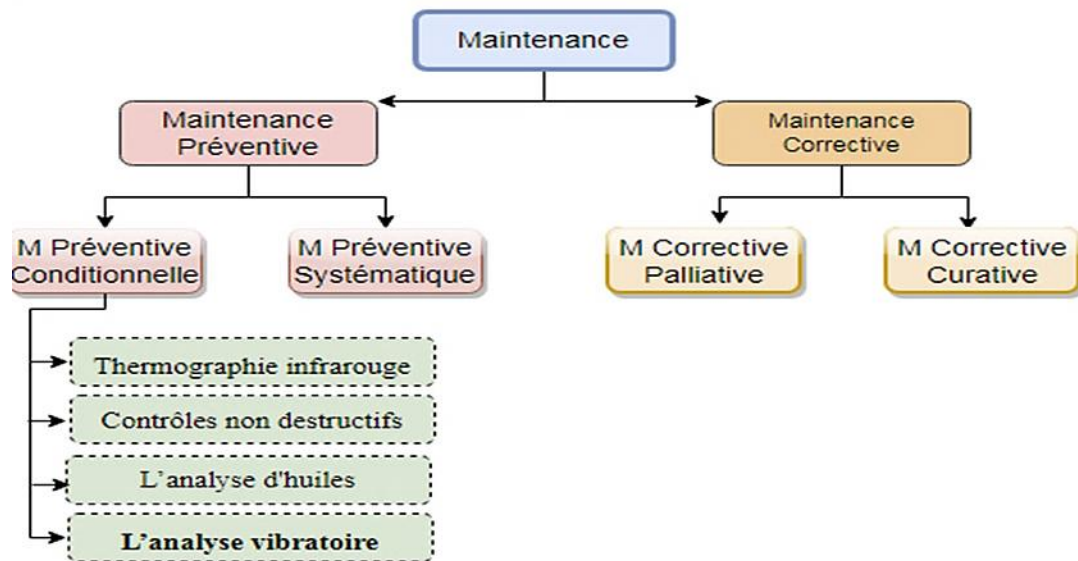 Maintenance
Maintenance
Préventive
Maintenance
Corrective
M Préventive
Conditionnelle
M Préventive
Systématique
M Corrective
Palliative
M Corrective
Curative
Thermographie infrarouge
Contrôles non destructifs
L’analyse d'huiles
L’analyse vibratoire